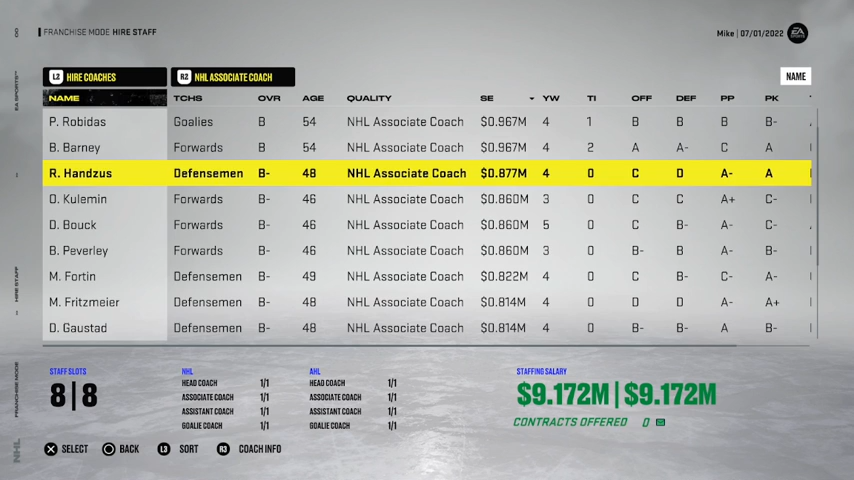 FRANCHISE MODE HIRE STAFF
Mike | 07/01/2022
EA SPORTS
L2 HIRE COACHES
R2 NHL ASSOCIATE COACH
NAME
NAME TCHS OVR AGE QUALITY SE YW TI OFF DEF PP PK
P. Robidas Goalies B 54 NHL Associate Coach $0.967M 4 1 B B B B-
B. Barney Forwards B 54 NHL Associate Coach $0.967M 4 2 A A- C A
R. Handzus Defensemen B- 48 NHL Associate Coach $0.877M 4 0 C D A- A
O. Kulemin Forwards B- 46 NHL Associate Coach $0.860M 3 0 C C A+ C-
D. Bouck Forwards B- 46 NHL Associate Coach $0.860M 5 0 C B- A- C-
B. Peverley Forwards B- 46 NHL Associate Coach $0.860M 3 0 B- B A- B-
M. Fortin Defensemen B- 49 NHL Associate Coach $0.822M 4 0 C B- C- A-
M. Fritzmeier Defensemen B- 48 NHL Associate Coach $0.814M 4 0 D D A- A+
D. Gaustad Defensemen B- 48 NHL Associate Coach $0.814M 4 0 B- B- A B-
STAFF SLOTS
8|8
NHL
HEAD COACH 1/1
ASSOCIATE COACH 1/1
ASSISTANT COACH 1/1
GOALIE COACH 1/1
AHL
HEAD COACH 1/1
ASSOCIATE COACH 1/1
ASSISTANT COACH 1/1
GOALIE COACH 1/1
STAFFING SALARY
$9.172M|$9.172M
CONTRACTS OFFERED 0
SELECT
BACK
L3 SORT
R3 COACH INFO
EA SPORTS™
HIRE STAFF
FRANCHISE MODE
NHL